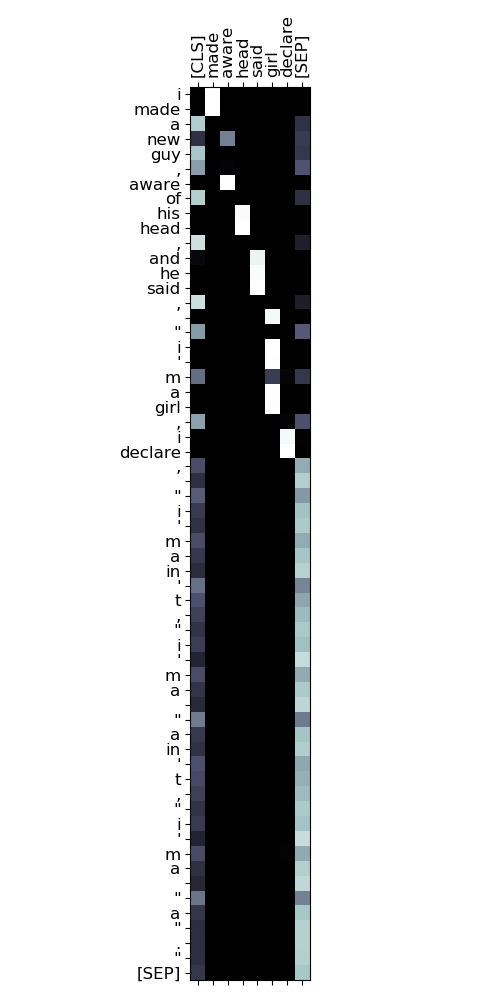 [CLS]
made
aware
head
said
girl
declare
[SEP]
i
made
a
new
guy
,
aware
of
his
head
,
and
he
said
,
"
i
'
m
a
girl
,
i
declare
,
"
i
'
m
a
in
'
t
,
"
i
'
m
a
"
a
in
'
t
,
"
i
'
m
a
"
a
"
.
"
[SEP]